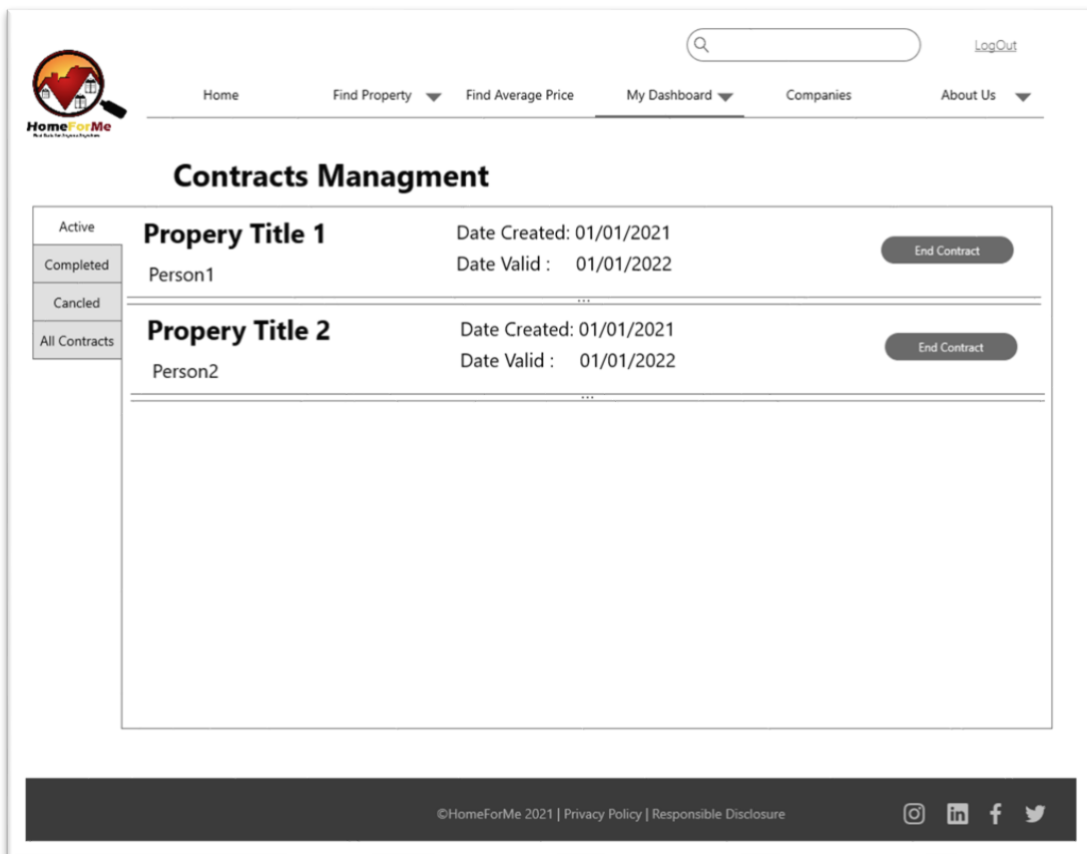 LogOut
Home Find Property Find Average Price My Dashboard Companies About Us
HomeForMe
Contracts Managment
Active
Completed
Cancled
All Contracts
Propery Title 1
Person1
Date Created: 01/01/2021
Date Valid : 01/01/2022
End Contract
...
Propery Title 2
Person2
Date Created: 01/01/2021
Date Valid : 01/01/2022
End Contract
...
©HomeForMe 2021 | Privacy Policy | Responsible Disclosure